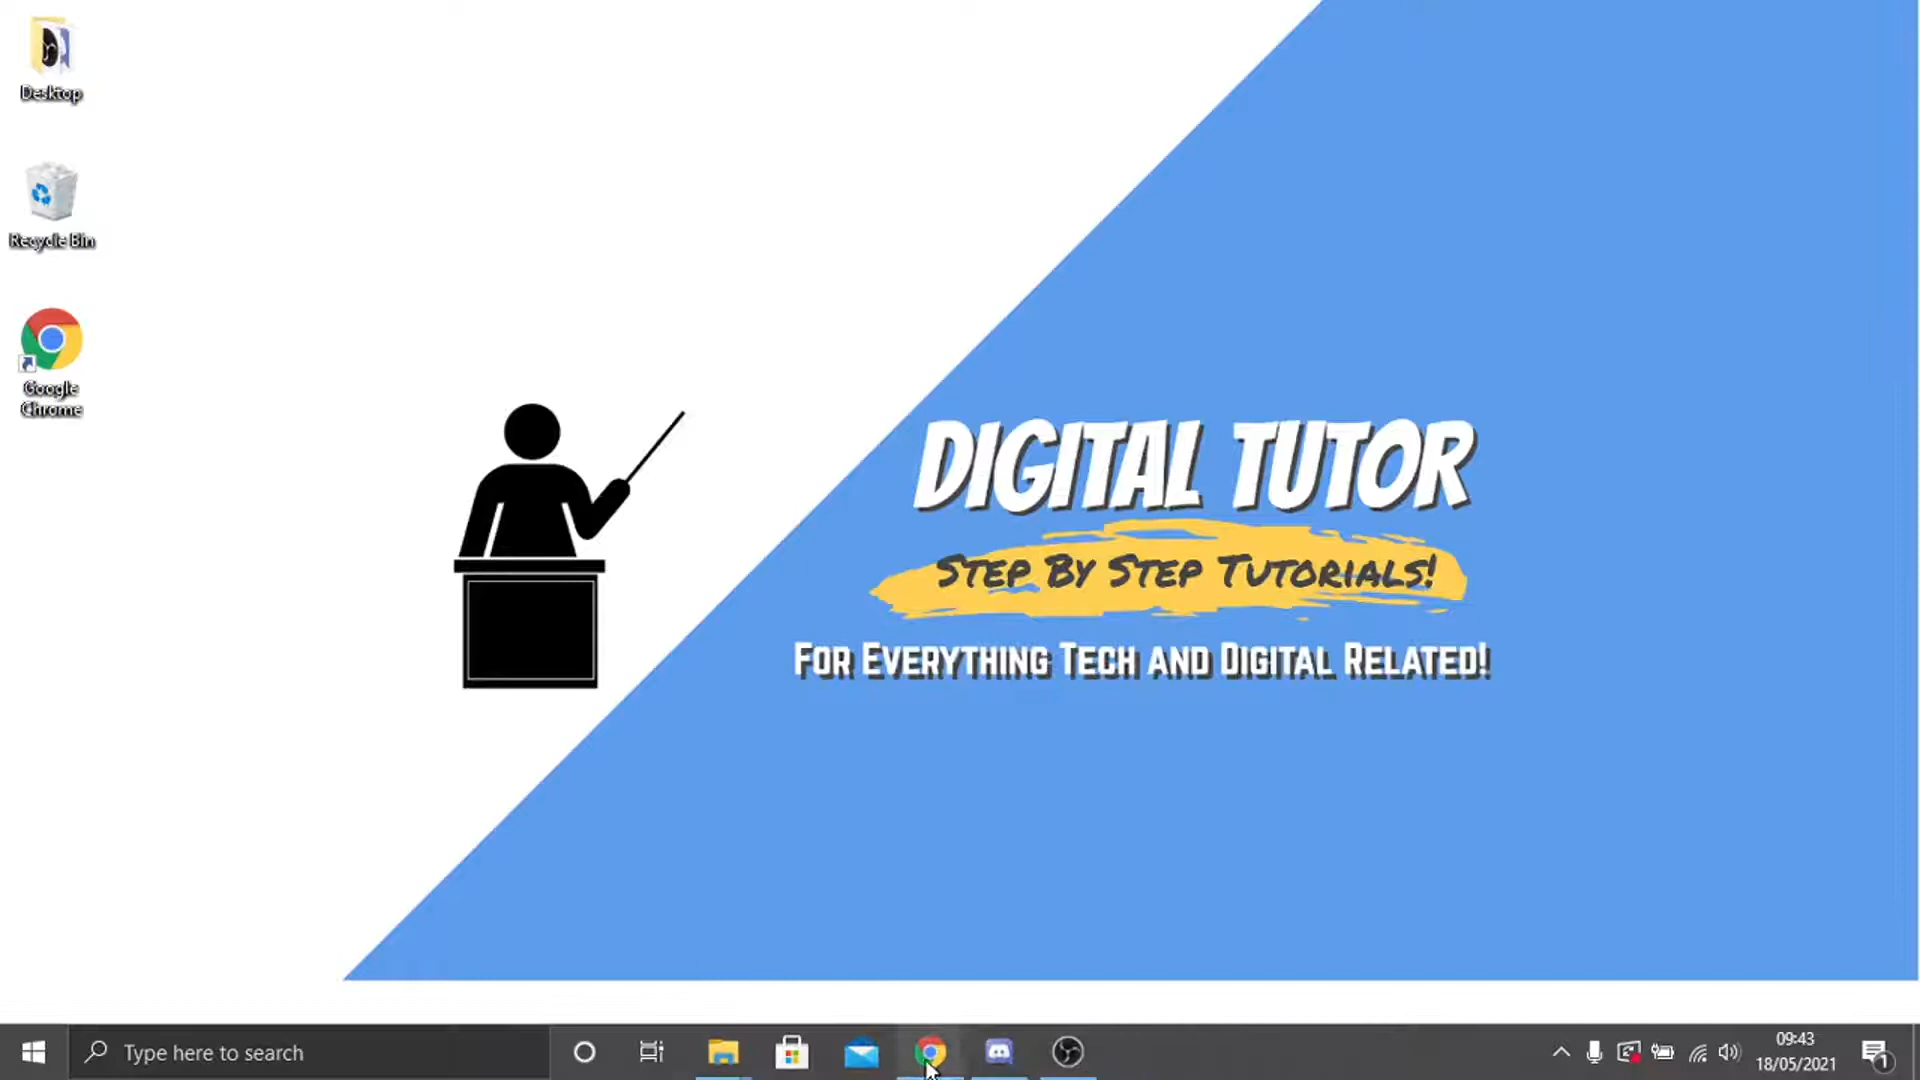 Desktop
Recycle Bin
Google
Chrome
DIGITAL TUTOR
STEP BY STEP TUTORIALS!
FOR EVERYTHING TECH AND DIGITAL RELATED!
Type here to search
09:43
18/05/2021
1